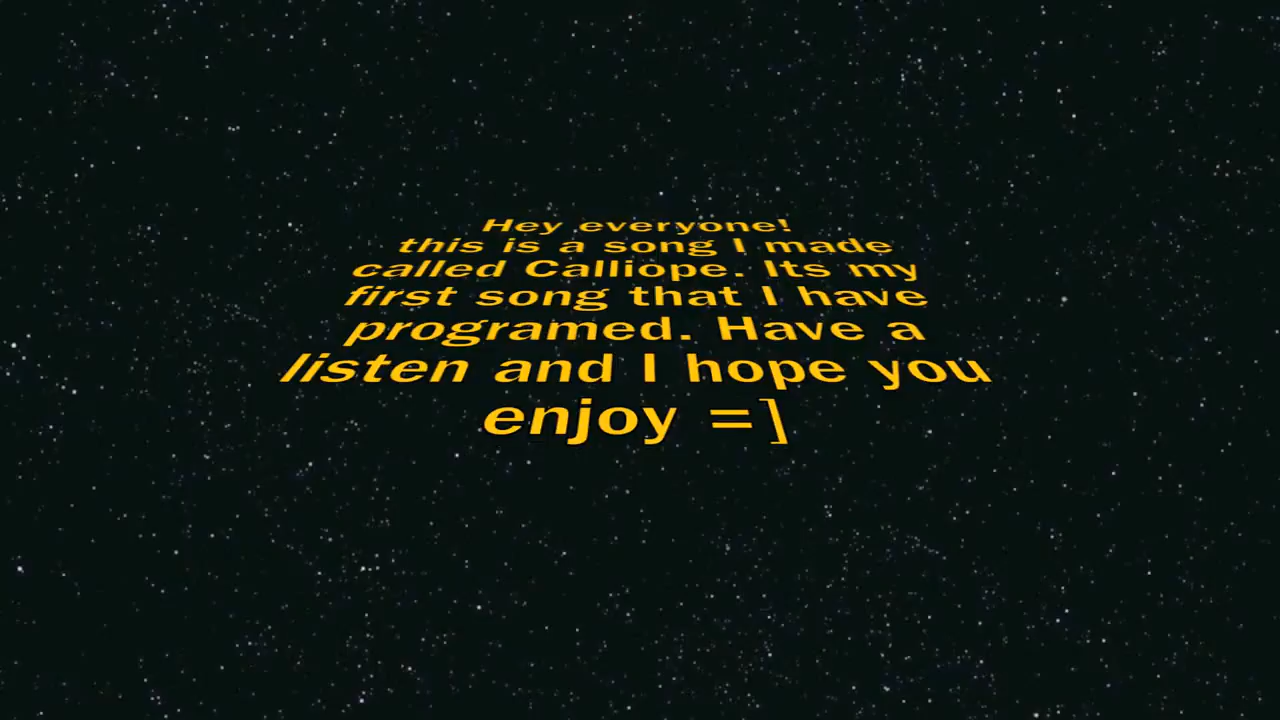 Hey everyone!
this is a song I made
called Calliope. Its my
first song that I have
programed. Have a
listen and I hope you
enjoy =]